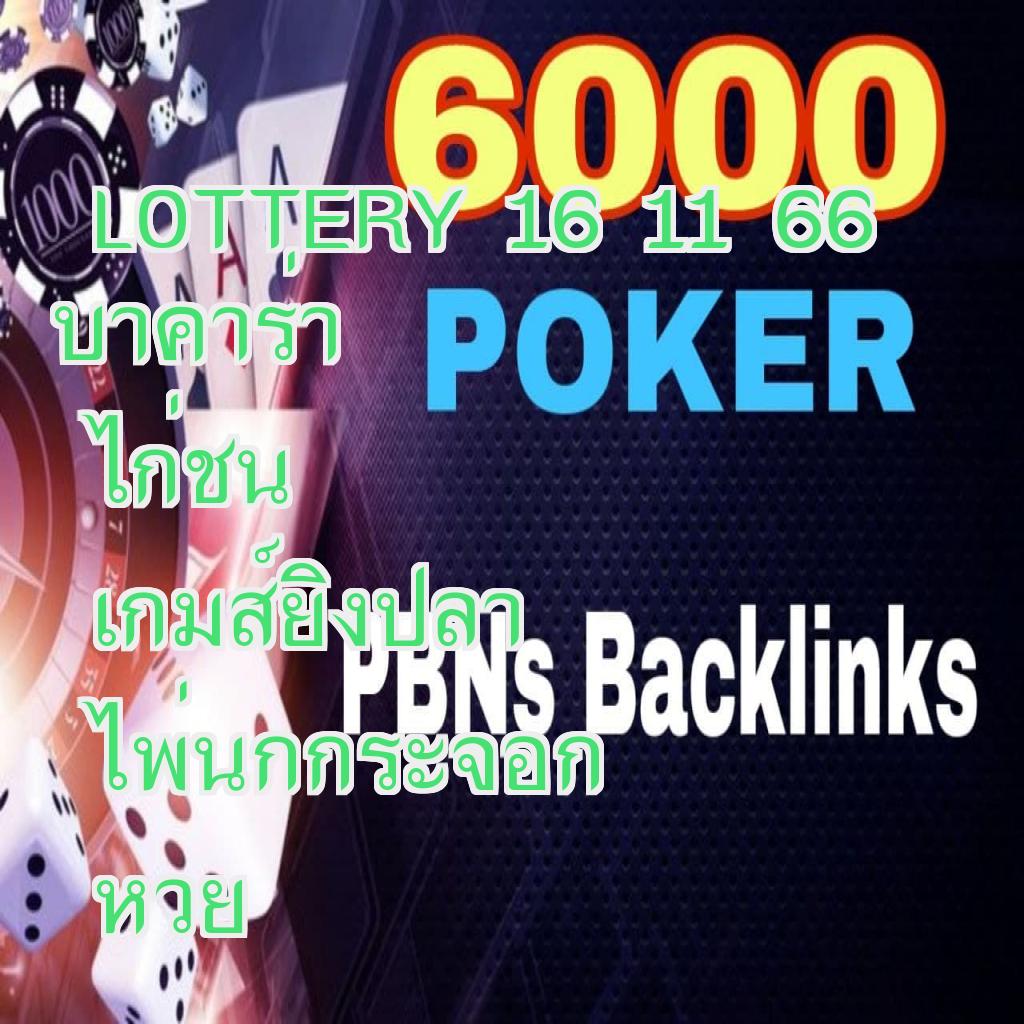 6000
LOTTERY 16 11 66
POKER
บาคาร่า
ไก่ชน
เกมส์ยิงปลา
PBNs Backlinks
ไพ่นกกระจอก
หวย
1000
1000
A
A